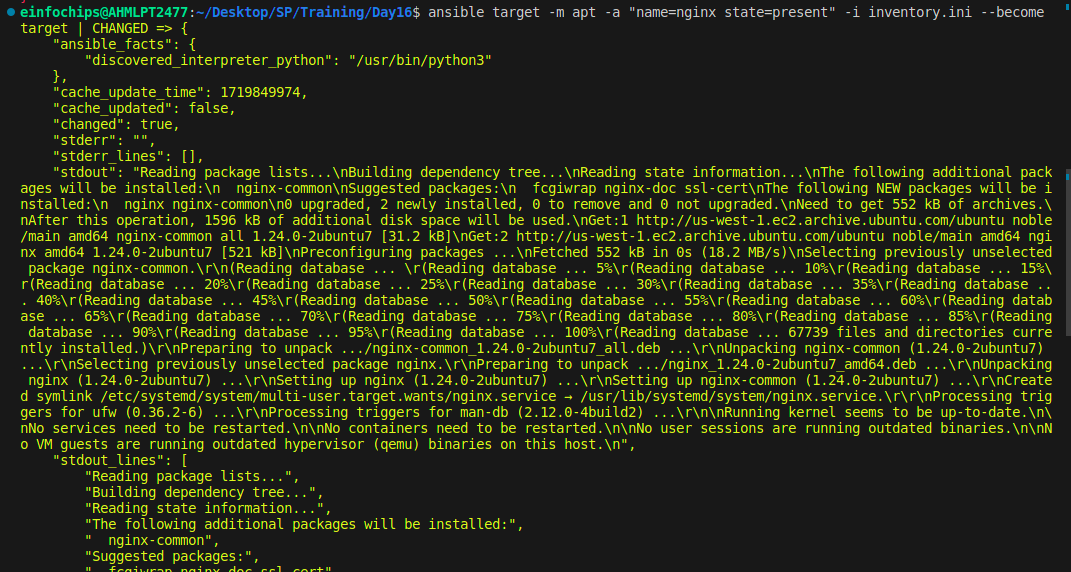 einfochips@AHMLPT2477:~/Desktop/SP/Training/Day16$ ansible target -m apt -a "name=nginx state=present" -i inventory.ini --become
target | CHANGED => {
    "ansible_facts": {
        "discovered_interpreter_python": "/usr/bin/python3"
    },
    "cache_update_time": 1719849974,
    "cache_updated": false,
    "changed": true,
    "stderr": "",
    "stderr_lines": [],
    "stdout": "Reading package lists...\nBuilding dependency tree...\nReading state information...\nThe following additional pack
ages will be installed:\n  nginx-common\nSuggested packages:\n  fcgiwrap nginx-doc ssl-cert\nThe following NEW packages will be i
nstalled:\n  nginx nginx-common\n0 upgraded, 2 newly installed, 0 to remove and 0 not upgraded.\nNeed to get 552 kB of archives.\
nAfter this operation, 1596 kB of additional disk space will be used.\nGet:1 http://us-west-1.ec2.archive.ubuntu.com/ubuntu noble
/main amd64 nginx-common all 1.24.0-2ubuntu7 [31.2 kB]\nGet:2 http://us-west-1.ec2.archive.ubuntu.com/ubuntu noble/main amd64 ngi
nx amd64 1.24.0-2ubuntu7 [521 kB]\nPreconfiguring packages ...\nFetched 552 kB in 0s (18.2 MB/s)\nSelecting previously unselected
 package nginx-common.\r\n(Reading database ... \r(Reading database ... 5%\r(Reading database ... 10%\r(Reading database ... 15%\
r(Reading database ... 20%\r(Reading database ... 25%\r(Reading database ... 30%\r(Reading database ... 35%\r(Reading database ..
. 40%\r(Reading database ... 45%\r(Reading database ... 50%\r(Reading database ... 55%\r(Reading database ... 60%\r(Reading datab
ase ... 65%\r(Reading database ... 70%\r(Reading database ... 75%\r(Reading database ... 80%\r(Reading database ... 85%\r(Reading
 database ... 90%\r(Reading database ... 95%\r(Reading database ... 100%\r(Reading database ... 67739 files and directories curre
ntly installed.)\r\nPreparing to unpack .../nginx-common_1.24.0-2ubuntu7_all.deb ...\r\nUnpacking nginx-common (1.24.0-2ubuntu7)
 ...\r\nSelecting previously unselected package nginx.\r\nPreparing to unpack .../nginx_1.24.0-2ubuntu7_amd64.deb ...\r\nUnpacking
 nginx (1.24.0-2ubuntu7) ...\r\nSetting up nginx (1.24.0-2ubuntu7) ...\r\nSetting up nginx-common (1.24.0-2ubuntu7) ...\r\nCreate
d symlink /etc/systemd/system/multi-user.target.wants/nginx.service → /usr/lib/systemd/system/nginx.service.\r\r\nProcessing trig
gers for ufw (0.36.2-6) ...\r\nProcessing triggers for man-db (2.12.0-4build2) ...\r\n\nRunning kernel seems to be up-to-date.\n\
nNo services need to be restarted.\n\nNo containers need to be restarted.\n\nNo user sessions are running outdated binaries.\n\nN
o VM guests are running outdated hypervisor (qemu) binaries on this host.\n",
    "stdout_lines": [
        "Reading package lists...",
        "Building dependency tree...",
        "Reading state information...",
        "The following additional packages will be installed:",
        "  nginx-common",
        "Suggested packages:",
        "  fcgiwrap nginx-doc ssl-cert",